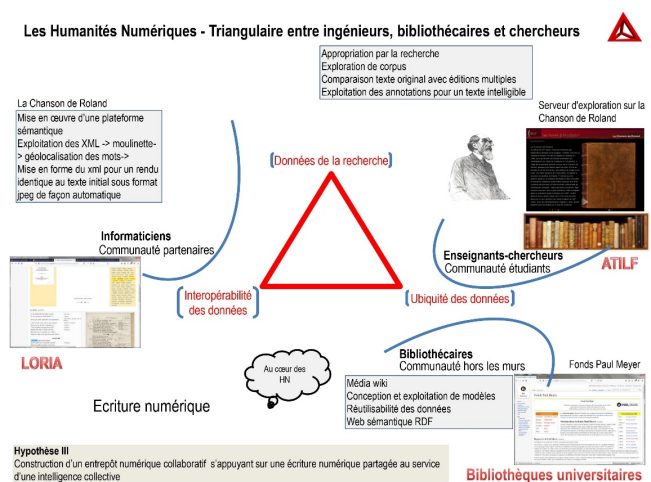 Les Humanités Numériques - Triangulaire entre ingénieurs, bibliothécaires et chercheurs
Appropriation par la recherche
Exploration de corpus
Comparaison texte original avec éditions multiples
Exploitation des annotations pour un texte intelligible
La Chanson de Roland
Mise en œuvre d'une plateforme
sémantique
Exploitation des XML -> moulinette-
> géolocalisation des mots->
Mise en forme du xml pour un rendu
identique au texte initial sous format
jpeg de façon automatique
Serveur d'exploration sur la
Chanson de Roland
Données de la recherche
Informaticiens
Communauté partenaires
Enseignants-chercheurs
Communauté étudiants
ATILF
Interopérabilité
des données
Ubiquité des données
LORIA
Au cœur des
HN
Bibliothécaires
Communauté hors les murs
Fonds Paul Meyer
Média wiki
Conception et exploitation de modèles
Réutilisabilité des données
Web sémantique RDF
Ecriture numérique
Hypothèse III
Construction d'un entrepôt numérique collaboratif s'appuyant sur une écriture numérique partagée au service
d'une intelligence collective
Bibliothèques universitaires